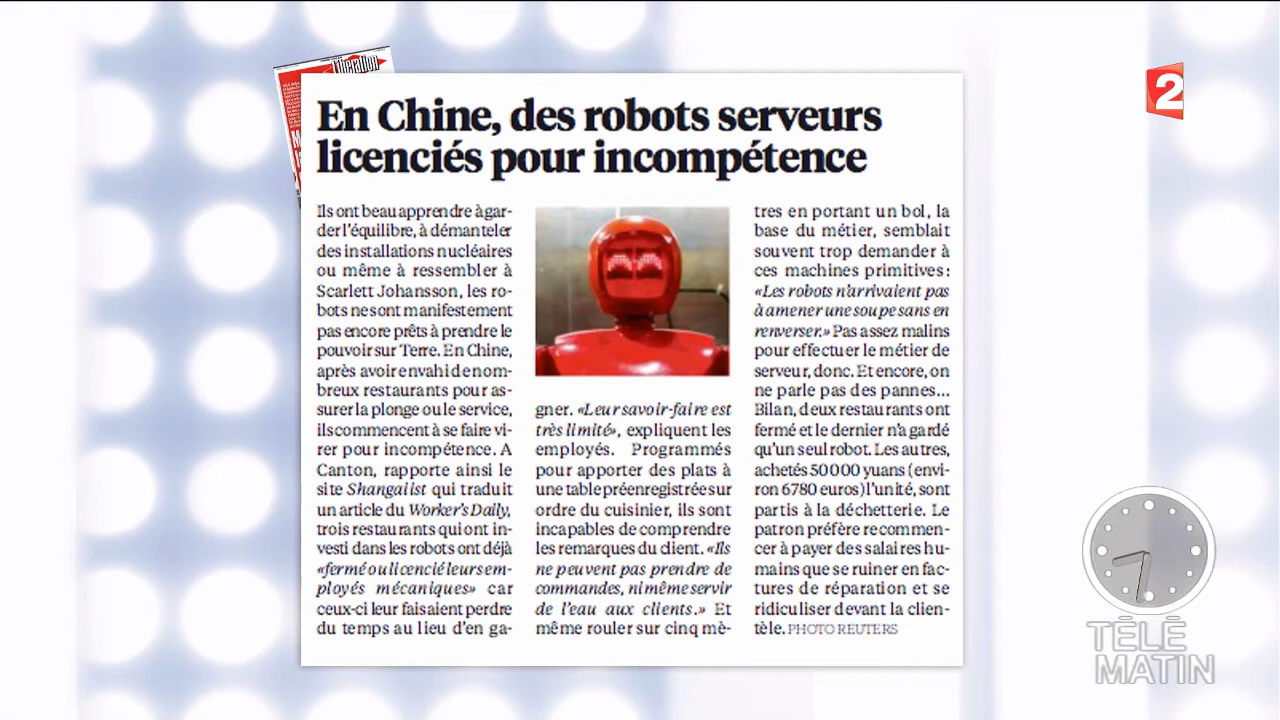 libération
2
En Chine, des robots serveurs
licenciés pour incompétence
Ils ont beau apprendre à gar-
der l'équilibre, à démanteler
des installations nucléaires
ou même à ressembler à
Scarlett Johansson, les ro-
bots ne sont manifestement
pas encore prêts à prendre le
pouvoir sur Terre. En Chine,
après avoir envahi de nom-
breux restaurants pour as-
surer la plonge ou le service,
ils commencent à se faire vi-
rer pour incompétence. A
Canton, rapporte ainsi le
site Shangaiist qui traduit
un article du Worker's Daily,
trois restaurants qui ont in-
vesti dans les robots ont déjà
«fermé ou licencié leurs em-
ployés mécaniques» car
ceux-ci leur faisaient perdre
du temps au lieu d'en ga-
gner. «Leur savoir-faire est
très limité», expliquent les
employés. Programmés
pour apporter des plats à
une table préenregistrée sur
ordre du cuisinier, ils sont
incapables de comprendre
les remarques du client. «Ils
ne peuvent pas prendre de
commandes, ni même servir
de l'eau aux clients.» Et
même rouler sur cinq mè-
tres en portant un bol, la
base du métier, semblait
souvent trop demander à
ces machines primitives :
«Les robots n'arrivaient pas
à amener une soupe sans en
renverser.» Pas assez malins
pour effectuer le métier de
serveur, donc. Et encore, on
ne parle pas des pannes...
Bilan, deux restaurants ont
fermé et le dernier n'a gardé
qu'un seul robot. Les autres,
achetés 50 000 yuans (envi-
ron 6780 euros) l'unité, sont
partis à la déchetterie. Le
patron préfère recommen-
cer à payer des salaires hu-
mains que se ruiner en fac-
tures de réparation et se
ridiculiser devant la clien-
tèle. PHOTO REUTERS
TÉLÉ
MATIN